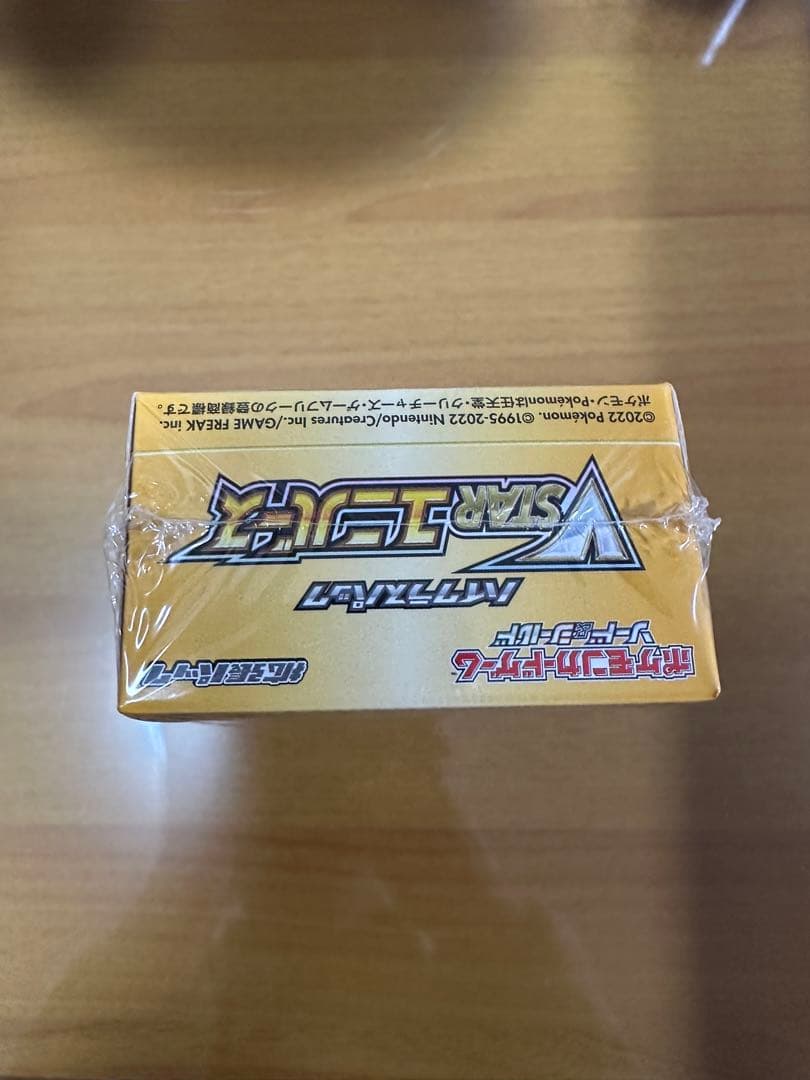 ポケモンカードゲーム
ソード&シールド
拡張パック
ハイクラスパック
VSTARユニバース
ポケモン・Pokémonは任天堂・クリーチャーズ・ゲームフリークの登録商標です。
©2022 Pokémon. ©1995-2022 Nintendo/Creatures Inc./GAME FREAK inc.